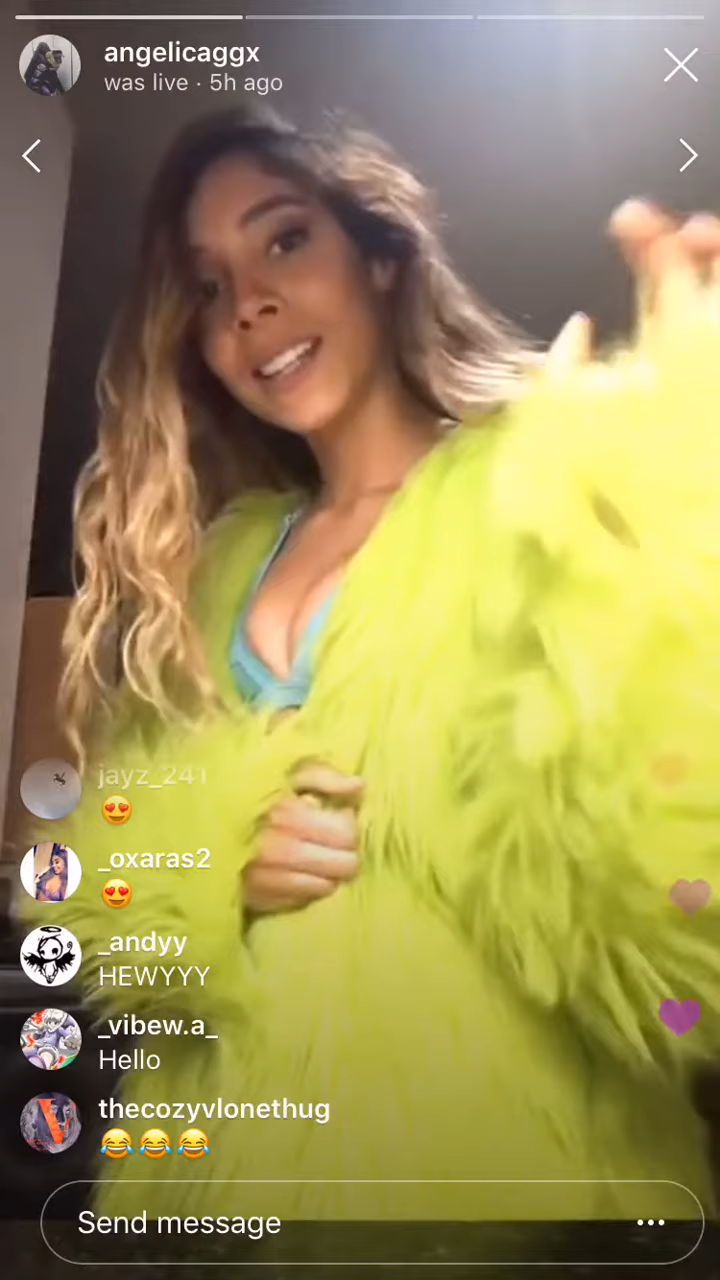 angelicaggx
was live · 5h ago
jayz_241
😍
_oxaras2
😍
_andyy
HEWYYY
_vibew.a_
Hello
thecozyvlonethug
😂😂😂
Send message